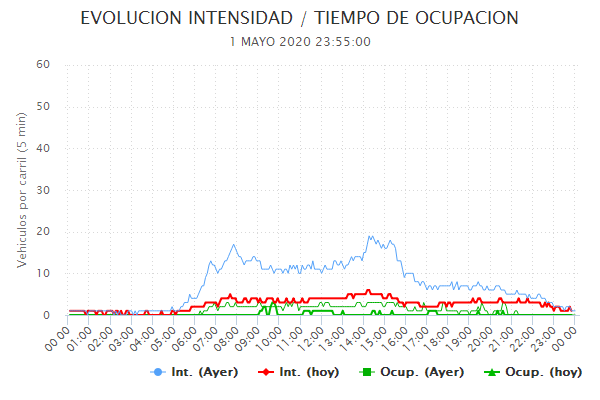 EVOLUCION INTENSIDAD / TIEMPO DE OCUPACION
1 MAYO 2020 23:55:00
Vehiculos por carril (5 min)
60
50
40
30
20
10
0
00:00 01:00 02:00 03:00 04:00 05:00 06:00 07:00 08:00 09:00 10:00 11:00 12:00 13:00 14:00 15:00 16:00 17:00 18:00 19:00 20:00 21:00 22:00 23:00 00:00
Int. (Ayer) Int. (hoy) Ocup. (Ayer) Ocup. (hoy)